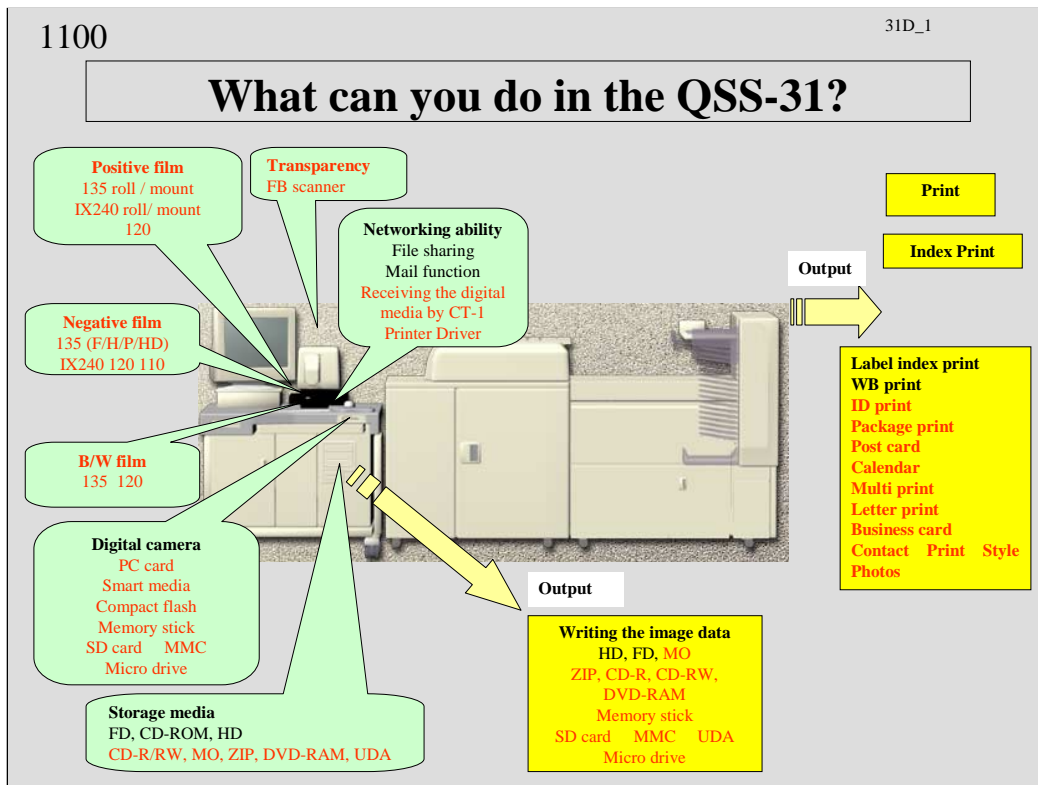 1100
31D_1
What can you do in the QSS-31?
Positive film
135 roll / mount
IX240 roll/ mount
120
Transparency
FB scanner
Networking ability
File sharing
Mail function
Receiving the digital
media by CT-1
Printer Driver
Negative film
135 (F/H/P/HD)
IX240 120 110
B/W film
135 120
Digital camera
PC card
Smart media
Compact flash
Memory stick
SD card MMC
Micro drive
Storage media
FD, CD-ROM, HD
CD-R/RW, MO, ZIP, DVD-RAM, UDA
Output
Writing the image data
HD, FD, MO
ZIP, CD-R, CD-RW,
DVD-RAM
Memory stick
SD card MMC UDA
Micro drive
Output
Print
Index Print
Label index print
WB print
ID print
Package print
Post card
Calendar
Multi print
Letter print
Business card
Contact Print Style
Photos